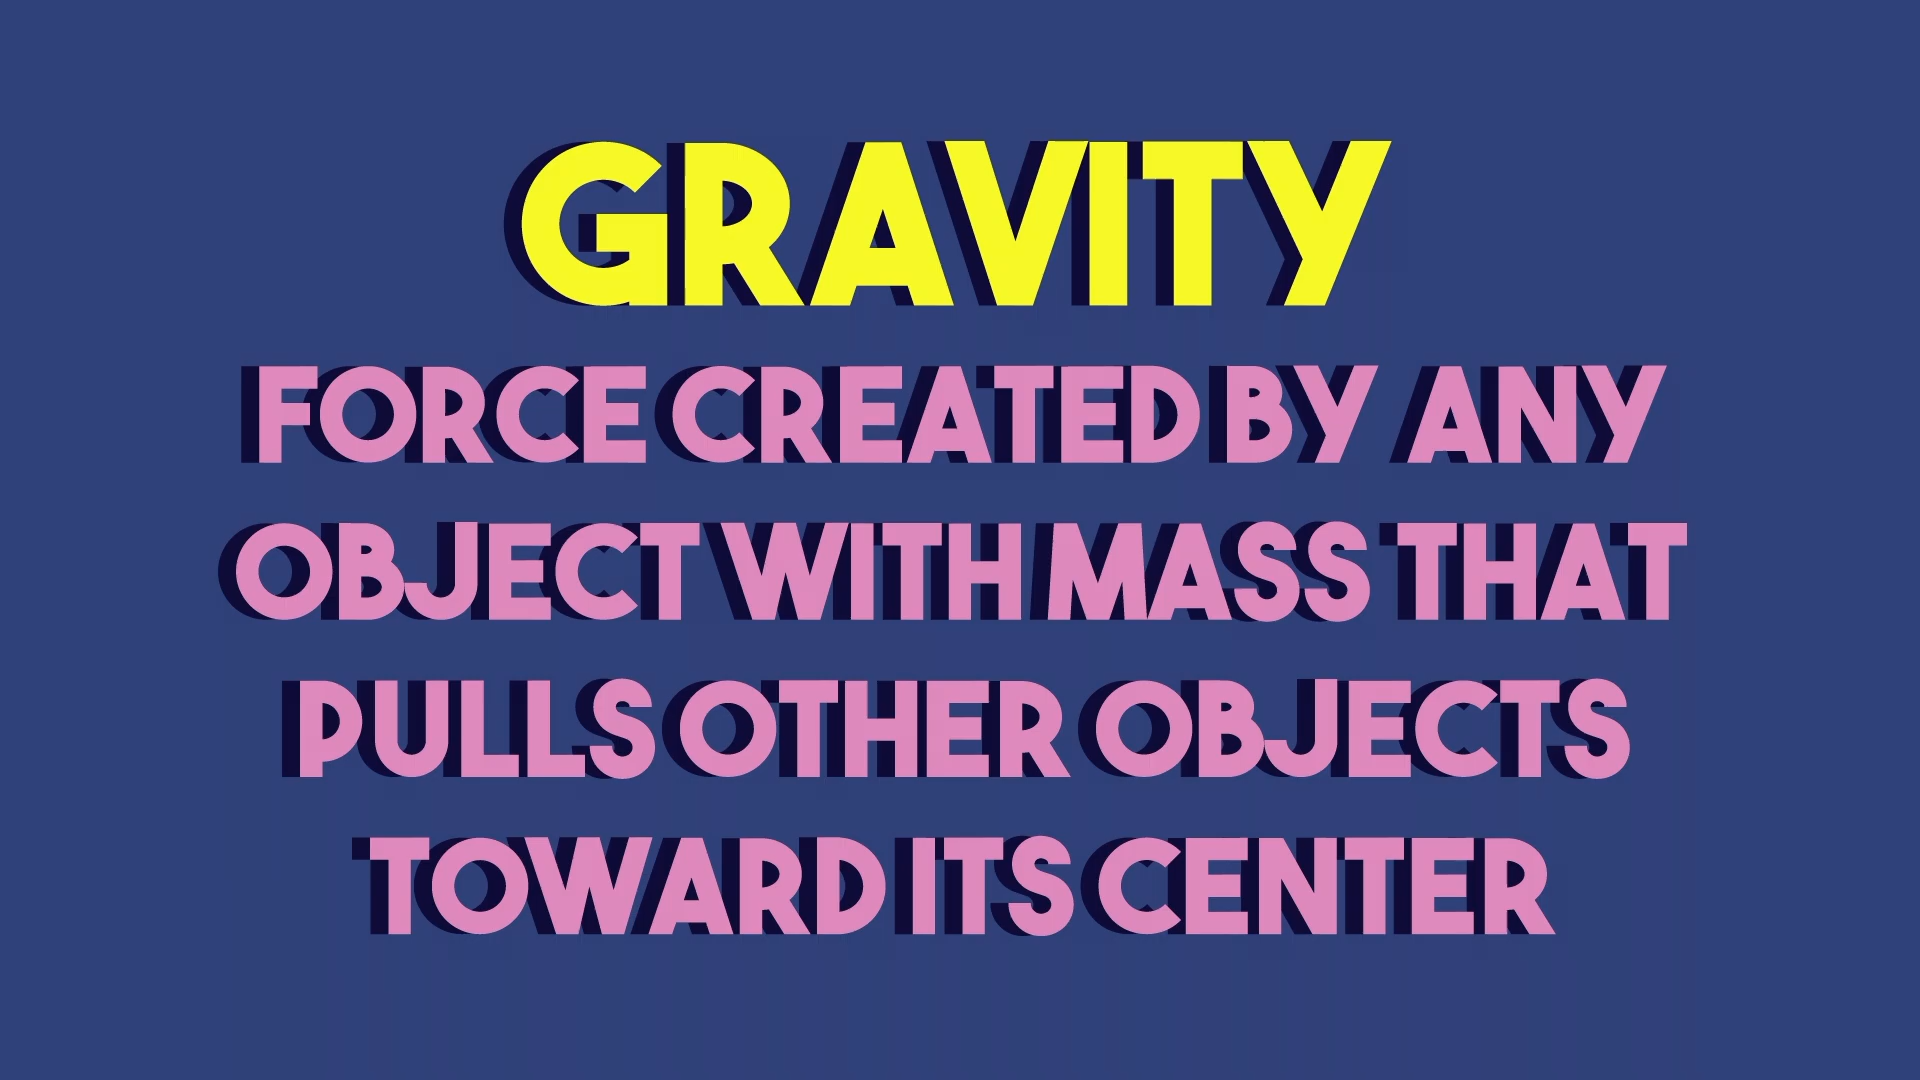 GRAVITY
FORCE CREATED BY ANY
OBJECT WITH MASS THAT
PULLS OTHER OBJECTS
TOWARD ITS CENTER